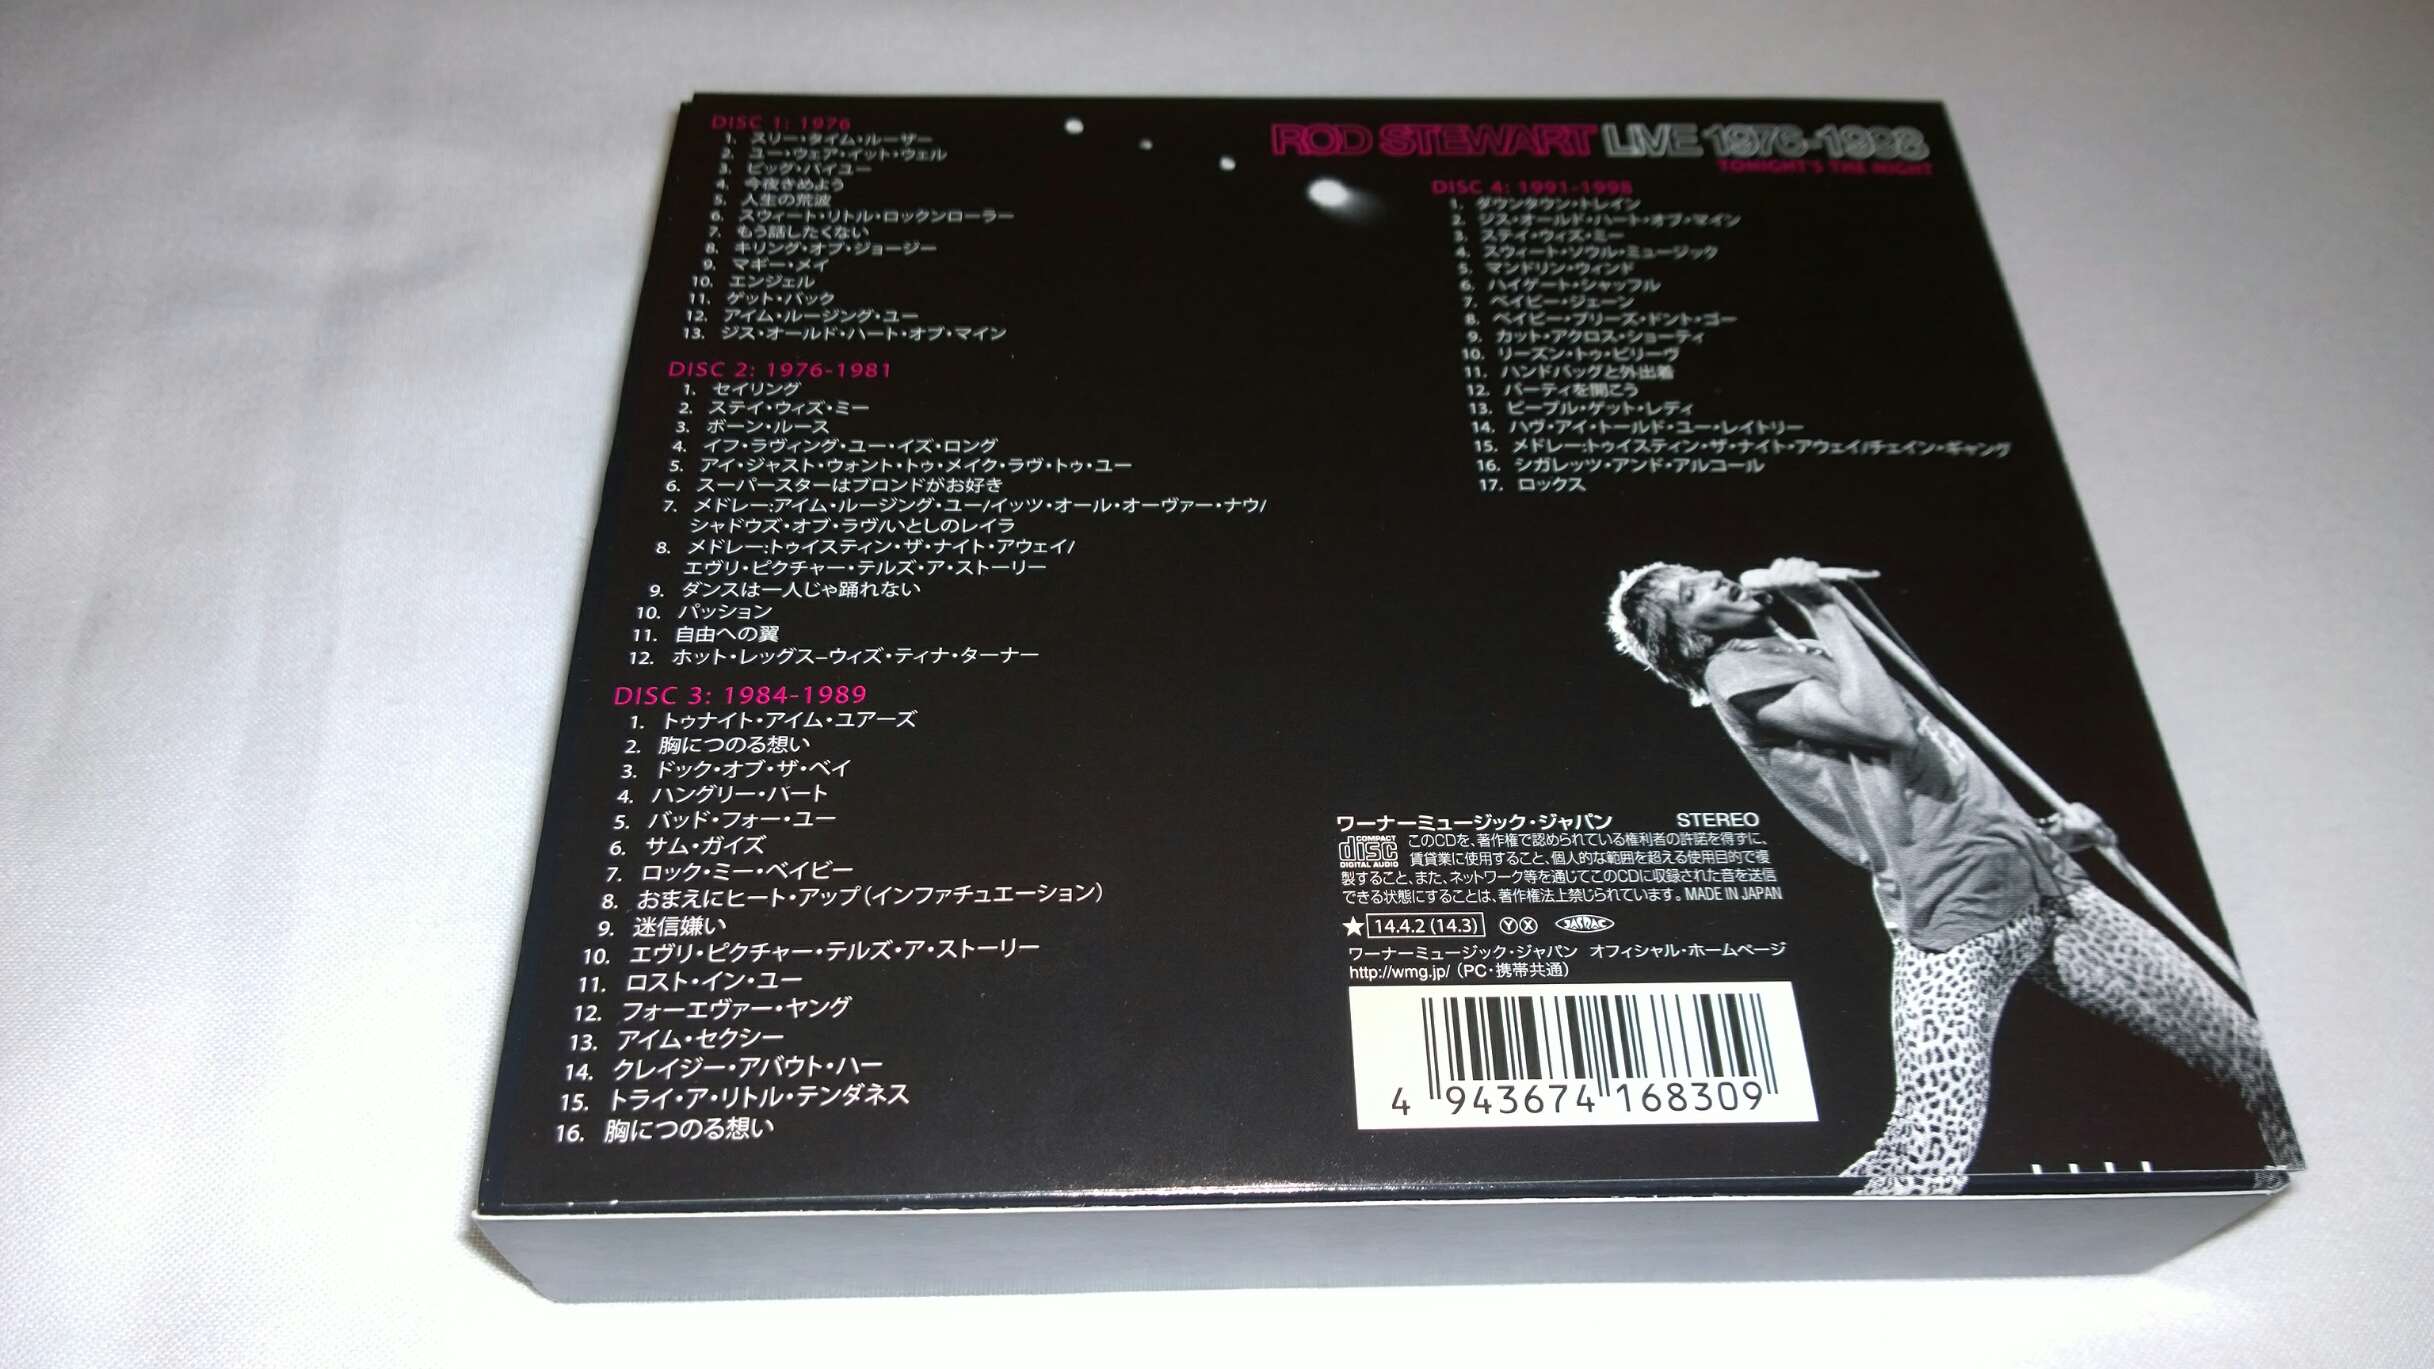 DISC 1: 1976
1. スリー・タイム・ルーザー
2. ユー・ウェア・イット・ウェル
3. ビッグ・バイユー
4. 今夜きめよう
5. 人生の荒波
6. スウィート・リトル・ロックンローラー
7. もう話したくない
8. キリング・オブ・ジョージー
9. マギー・メイ
10. エンジェル
11. ゲット・バック
12. アイム・ルージング・ユー
13. ジス・オールド・ハート・オブ・マイン
DISC 2: 1976-1981
1. セイリング
2. ステイ・ウィズ・ミー
3. ボーン・ルース
4. イフ・ラヴィング・ユー・イズ・ロング
5. アイ・ジャスト・ウォント・トゥ・メイク・ラヴ・トゥ・ユー
6. スーパースターはブロンドがお好き
7. メドレー:アイム・ルージング・ユー/イッツ・オール・オーヴァー・ナウ/
シャドウズ・オブ・ラヴ/いとしのレイラ
8. メドレー:トゥイスティン・ザ・ナイト・アウェイ/
エヴリ・ピクチャー・テルズ・ア・ストーリー
9. ダンスは一人じゃ踊れない
10. パッション
11. 自由への翼
12. ホット・レッグス–ウィズ・ティナ・ターナー
DISC 3: 1984-1989
1. トゥナイト・アイム・ユアーズ
2. 胸につのる想い
3. ドック・オブ・ザ・ベイ
4. ハングリー・ハート
5. バッド・フォー・ユー
6. サム・ガイズ
7. ロック・ミー・ベイビー
8. おまえにヒート・アップ(インファチュエーション)
9. 迷信嫌い
10. エヴリ・ピクチャー・テルズ・ア・ストーリー
11. ロスト・イン・ユー
12. フォーエヴァー・ヤング
13. アイム・セクシー
14. クレイジー・アバウト・ハー
15. トライ・ア・リトル・テンダネス
16. 胸につのる想い
ROD STEWART LIVE 1976-1998
TONIGHT'S THE NIGHT
DISC 4: 1991-1998
1. ダウンタウン・トレイン
2. ジス・オールド・ハート・オブ・マイン
3. ステイ・ウィズ・ミー
4. スウィート・ソウル・ミュージック
5. マンドリン・ウィンド
6. ハイゲート・シャッフル
7. ベイビー・ジェーン
8. ベイビー・プリーズ・ドント・ゴー
9. カット・アクロス・ショーティ
10. リーズン・トゥ・ビリーヴ
11. ハンドバッグと外出着
12. パーティを開こう
13. ピープル・ゲット・レディ
14. ハヴ・アイ・トールド・ユー・レイトリー
15. メドレー:トゥイスティン・ザ・ナイト・アウェイ/チェイン・ギャング
16. シガレッツ・アンド・アルコール
17. ロックス
ワーナーミュージック・ジャパン STEREO
COMPACT disc DIGITAL AUDIO
このCDを、著作権で認められている権利者の許諾を得ずに、
賃貸業に使用すること、個人的な範囲を超える使用目的で複
製すること、また、ネットワーク等を通じてこのCDに収録された音を送信
できる状態にすることは、著作権法上禁じられています。MADE IN JAPAN
★ 14.4.2 (14.3) Ⓨ Ⓧ JASRAC
ワーナーミュージック・ジャパン オフィシャル・ホームページ
http://wmg.jp/ (PC・携帯共通)
4 943674 168309